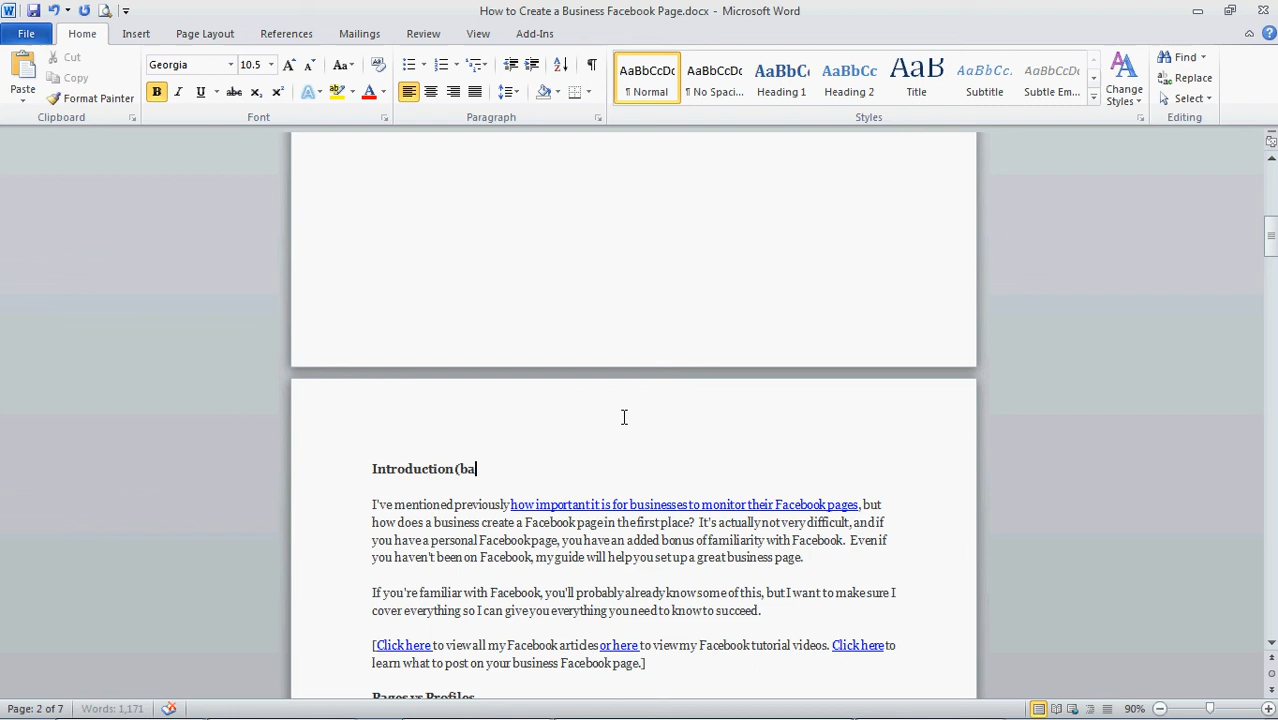 How to Create a Business Facebook Page.docx - Microsoft Word
File Home Insert Page Layout References Mailings Review View Add-Ins
Paste
Cut
Copy
Format Painter
Clipboard
Georgia 10.5
Font
Paragraph
AaBbCcDc AaBbCcDc AaBbCc AaBbCc AaB AaBbCc. AaBbCcDc
¶ Normal ¶ No Spaci... Heading 1 Heading 2 Title Subtitle Subtle Em...
Change
Styles
Styles
Find
Replace
Select
Editing
Introduction (ba
I've mentioned previously how important it is for businesses to monitor their Facebook pages, but
how does a business create a Facebook page in the first place? It's actually not very difficult, and if
you have a personal Facebook page, you have an added bonus of familiarity with Facebook. Even if
you haven't been on Facebook, my guide will help you set up a great business page.
If you're familiar with Facebook, you'll probably already know some of this, but I want to make sure I
cover everything so I can give you everything you need to know to succeed.
[Click here to view all my Facebook articles or here to view my Facebook tutorial videos. Click here to
learn what to post on your business Facebook page.]
Pages vs Profiles
Page: 2 of 7 Words: 1,171 90%